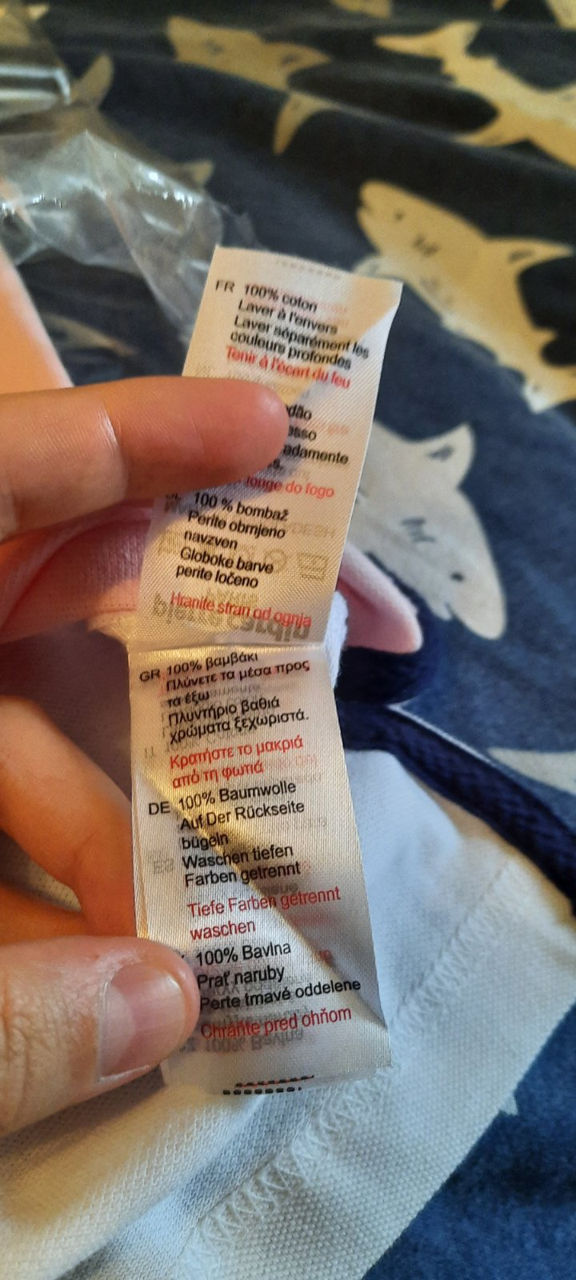 FR 100% coton
Laver à l'envers
Laver séparément les
couleurs profondes
Tenir à l'écart du feu
longe do fogo
100 % bombaž
Perite obrnjeno
navzven
Globoke barve
perite ločeno
Hranite stran od ognja
pierre cardin
GR 100% βαμβάκι
Πλύνετε τα μέσα προς
τα έξω
Πλυντήριο βαθιά
χρώματα ξεχωριστά.
Κρατήστε το μακριά
από τη φωτιά
DE 100% Baumwolle
Auf Der Rückseite
bügeln
Waschen tiefen
Farben getrennt
Tiefe Farben getrennt
waschen
100% Bavlna
Prať naruby
Perte tmavé oddelene
Chráňte pred ohňom